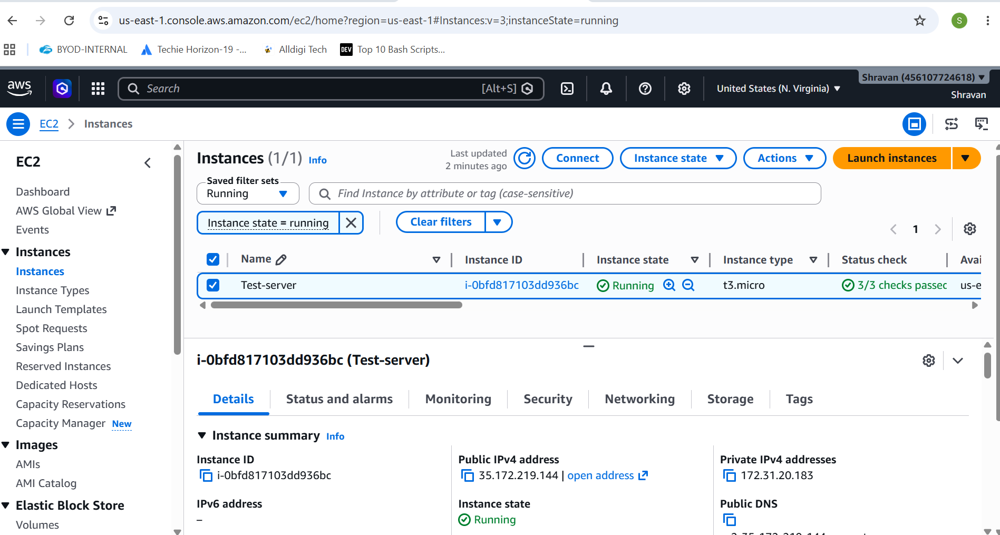 us-east-1.console.aws.amazon.com/ec2/home?region=us-east-1#Instances:v=3;instanceState=running
S
BYOD-INTERNAL
Techie Horizon-19 -...
Alldigi Tech
DEV
Top 10 Bash Scripts...
aws
Search
[Alt+S]
United States (N. Virginia)
Shravan (456107724618)
Shravan
EC2
Instances
EC2
Dashboard
AWS Global View
Events
Instances
Instances
Instance Types
Launch Templates
Spot Requests
Savings Plans
Reserved Instances
Dedicated Hosts
Capacity Reservations
Capacity Manager New
Images
AMIs
AMI Catalog
Elastic Block Store
Volumes
Instances (1/1) Info
Last updated
2 minutes ago
Connect
Instance state
Actions
Launch instances
Saved filter sets
Running
Find Instance by attribute or tag (case-sensitive)
Instance state = running
Clear filters
1
Name
Instance ID
Instance state
Instance type
Status check
Avai
Test-server
i-0bfd817103dd936bc
Running
t3.micro
3/3 checks passed
us-e
i-0bfd817103dd936bc (Test-server)
Details
Status and alarms
Monitoring
Security
Networking
Storage
Tags
Instance summary Info
Instance ID
i-0bfd817103dd936bc
Public IPv4 address
35.172.219.144 | open address
Private IPv4 addresses
172.31.20.183
IPv6 address
–
Instance state
Running
Public DNS